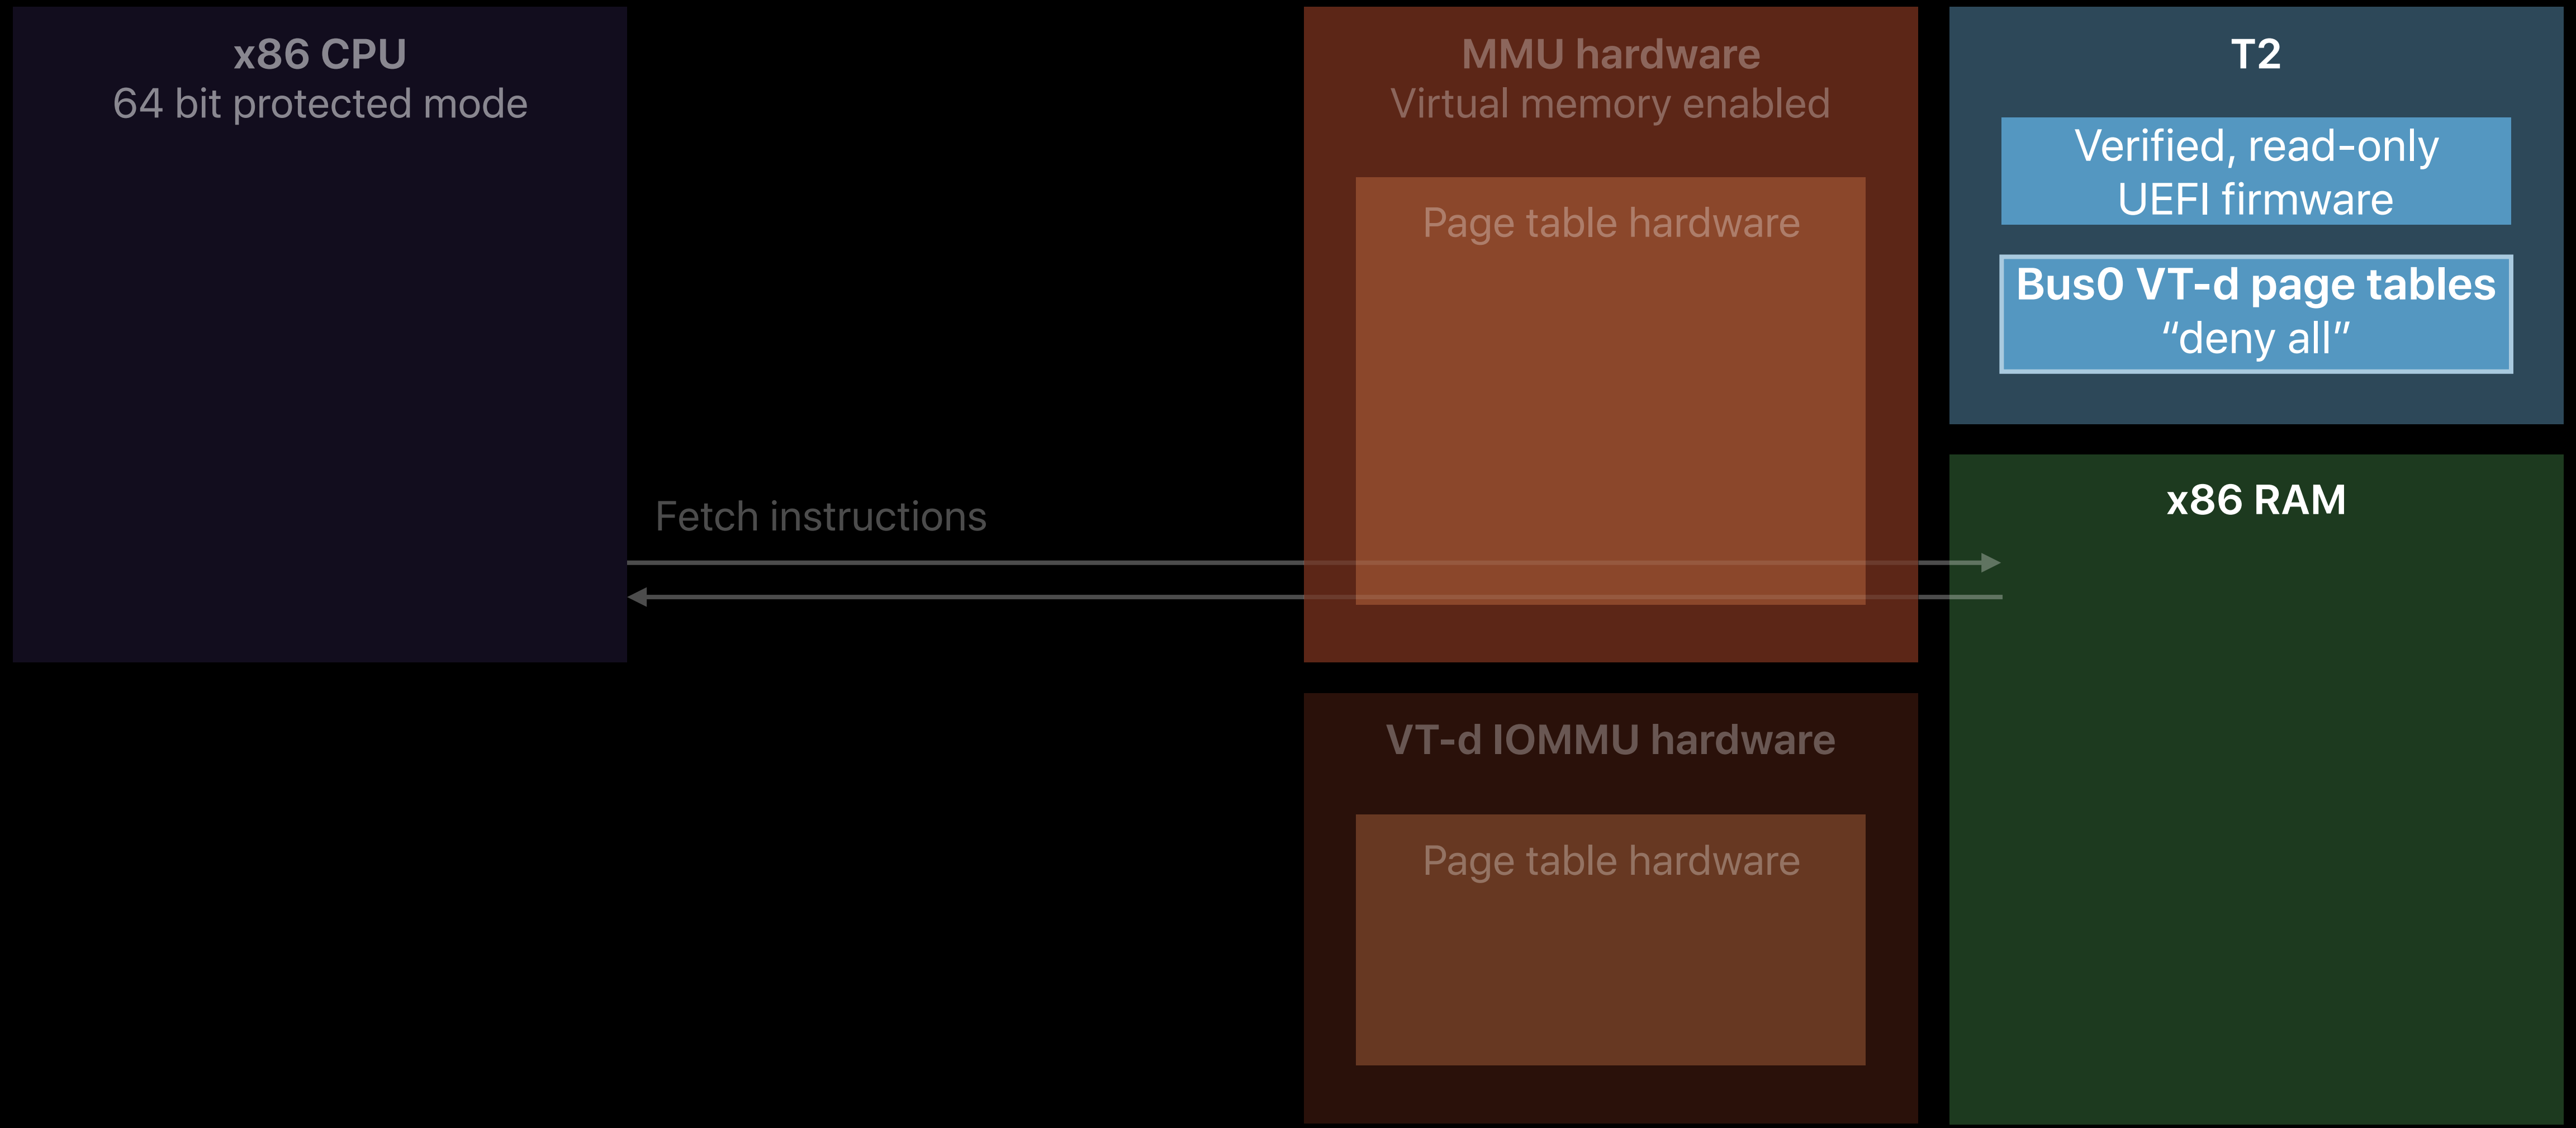 x86 CPU
64 bit protected mode
Fetch instructions
MMU hardware
Virtual memory enabled
Page table hardware
VT-d IOMMU hardware
Page table hardware
T2
Verified, read-only
UEFI firmware
Bus0 VT-d page tables
“deny all”
x86 RAM